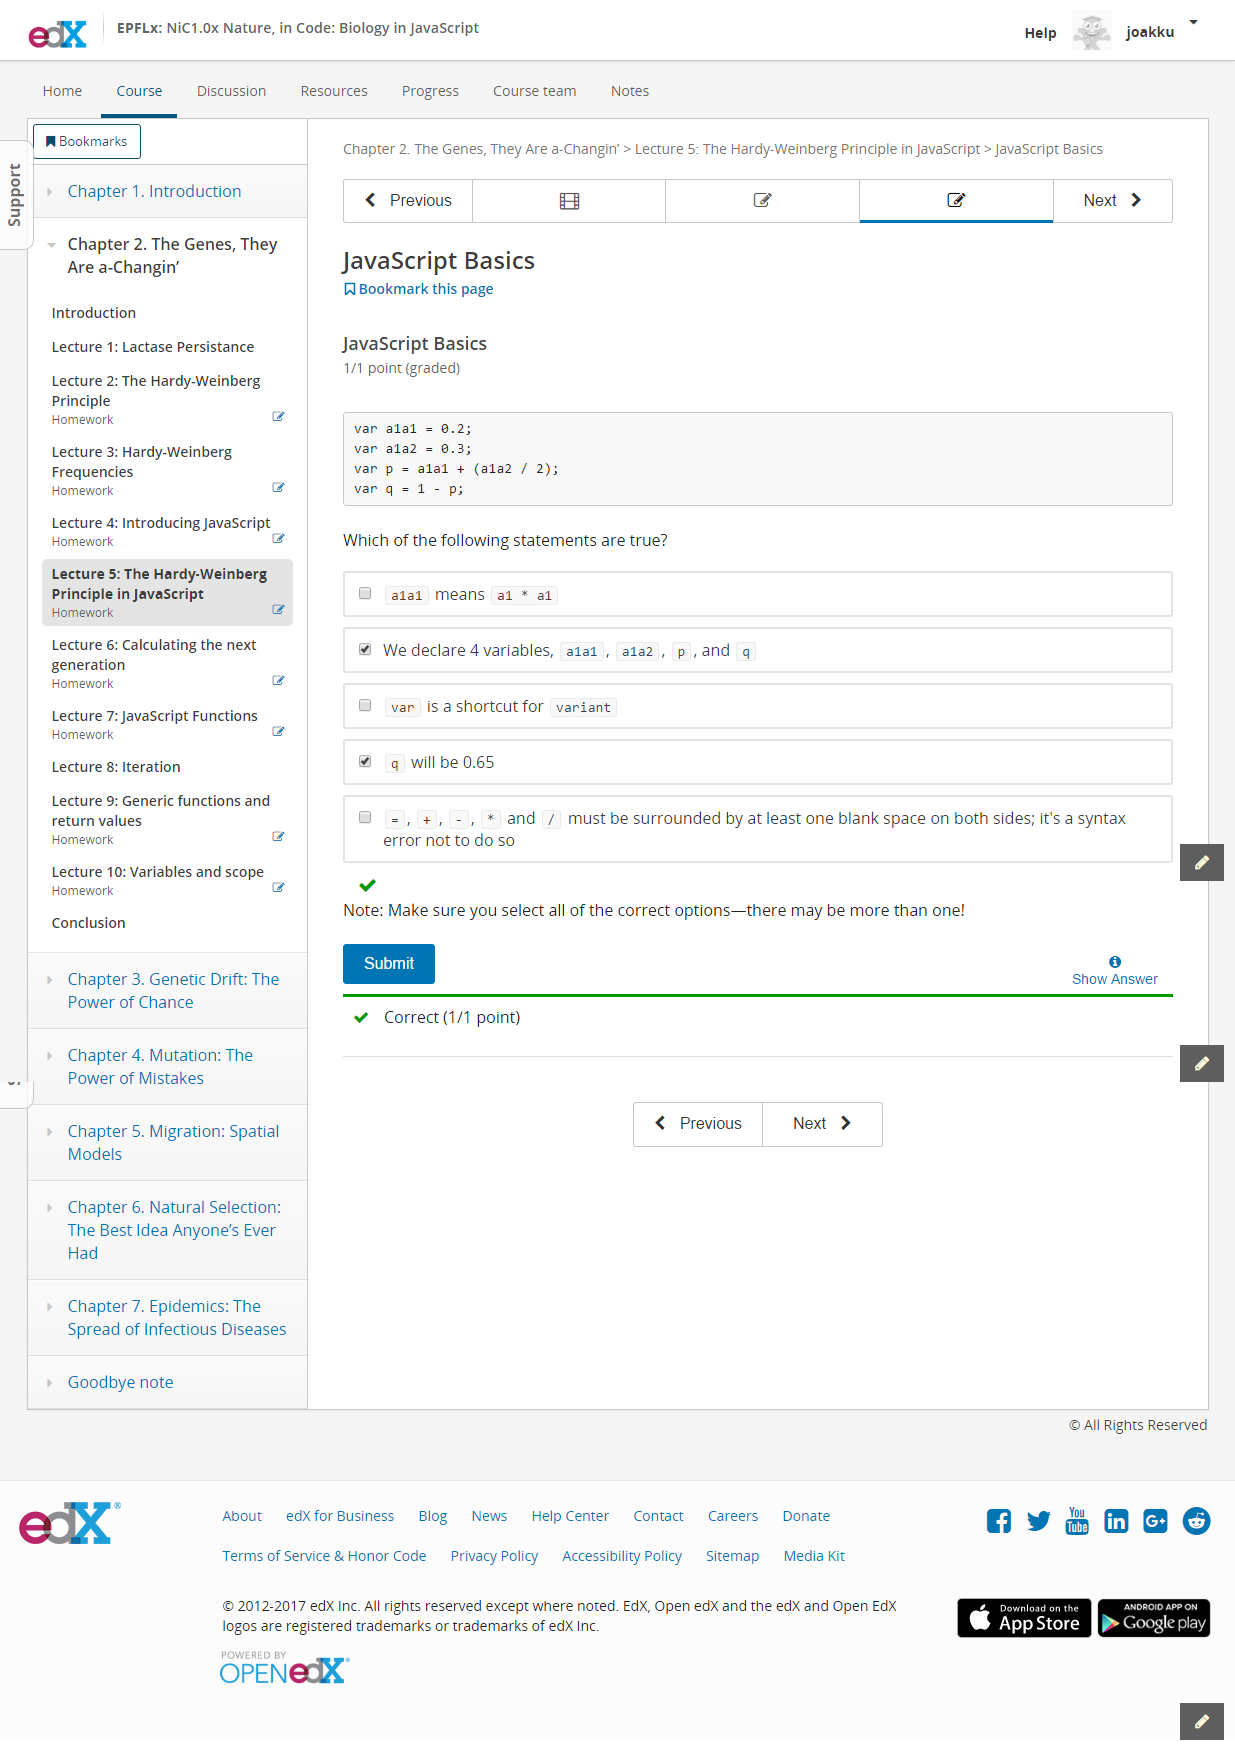 edX
EPFLx: NiC1.0x Nature, in Code: Biology in JavaScript
Help
joakku
Home
Course
Discussion
Resources
Progress
Course team
Notes
Support
Bookmarks
Chapter 1. Introduction
Chapter 2. The Genes, They
Are a-Changin’
Introduction
Lecture 1: Lactase Persistance
Lecture 2: The Hardy-Weinberg
Principle
Homework
Lecture 3: Hardy-Weinberg
Frequencies
Homework
Lecture 4: Introducing JavaScript
Homework
Lecture 5: The Hardy-Weinberg
Principle in JavaScript
Homework
Lecture 6: Calculating the next
generation
Homework
Lecture 7: JavaScript Functions
Homework
Lecture 8: Iteration
Lecture 9: Generic functions and
return values
Homework
Lecture 10: Variables and scope
Homework
Conclusion
Chapter 3. Genetic Drift: The
Power of Chance
Chapter 4. Mutation: The
Power of Mistakes
Chapter 5. Migration: Spatial
Models
Chapter 6. Natural Selection:
The Best Idea Anyone’s Ever
Had
Chapter 7. Epidemics: The
Spread of Infectious Diseases
Goodbye note
Chapter 2. The Genes, They Are a-Changin’ > Lecture 5: The Hardy-Weinberg Principle in JavaScript > JavaScript Basics
Previous
Next
JavaScript Basics
Bookmark this page
JavaScript Basics
1/1 point (graded)
var a1a1 = 0.2;
var a1a2 = 0.3;
var p = a1a1 + (a1a2 / 2);
var q = 1 - p;
Which of the following statements are true?
a1a1 means a1 * a1
We declare 4 variables, a1a1 , a1a2 , p , and q
var is a shortcut for variant
q will be 0.65
= , + , - , * and / must be surrounded by at least one blank space on both sides; it's a syntax
error not to do so
Note: Make sure you select all of the correct options—there may be more than one!
Submit
Show Answer
Correct (1/1 point)
Previous
Next
© All Rights Reserved
edX®
About
edX for Business
Blog
News
Help Center
Contact
Careers
Donate
Terms of Service & Honor Code
Privacy Policy
Accessibility Policy
Sitemap
Media Kit
You
Tube
in
G+
© 2012-2017 edX Inc. All rights reserved except where noted. EdX, Open edX and the edX and Open EdX
logos are registered trademarks or trademarks of edX Inc.
Download on the
App Store
ANDROID APP ON
Google play
POWERED BY
OPEN edX